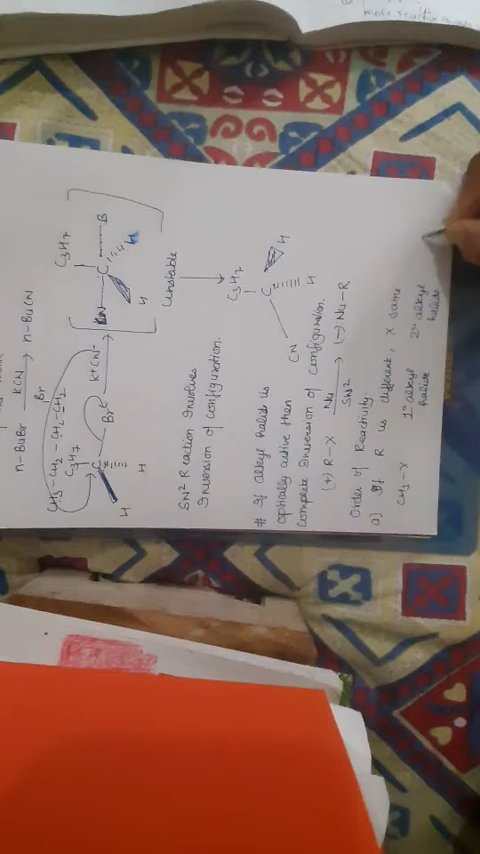 n-BuBr KCN → n-BuCN
Br
CH3-CH2-CH2-CH2
C3H7
C Br K+CN- →
H H
C3H7
CN C B
H H
Unstable
C3H7
C H
CN H
SN2 Reaction Involves
Inversion of configuration.
# If alkyl halid is
optically active then
Complete Inversion of configuration.
(+) R-X Nu → SN2 (-) Nu-R
Order of Reactivity.
a) If R is different, X same
CH3-X 1° alkyl halide 2° alkyl halide